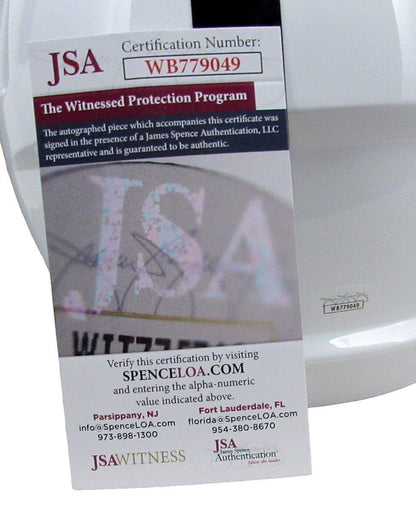 JSA
Certification Number:
WB779049
The Witnessed Protection Program
The autographed piece which accompanies this certificate was
signed in the presence of a James Spence Authentication, LLC
representative and is guaranteed to be authentic.
JSA
Verify this certification by visiting
SPENCELOA.COM
and entering the alpha-numeric
value indicated above.
Parsippany, NJ
info@SpenceLOA.com
973-898-1300
Fort Lauderdale, FL
florida@SpenceLOA.com
954-380-8670
JSAWITNESS
JSA
James Spence
Authentication
follow the leader
WB779049